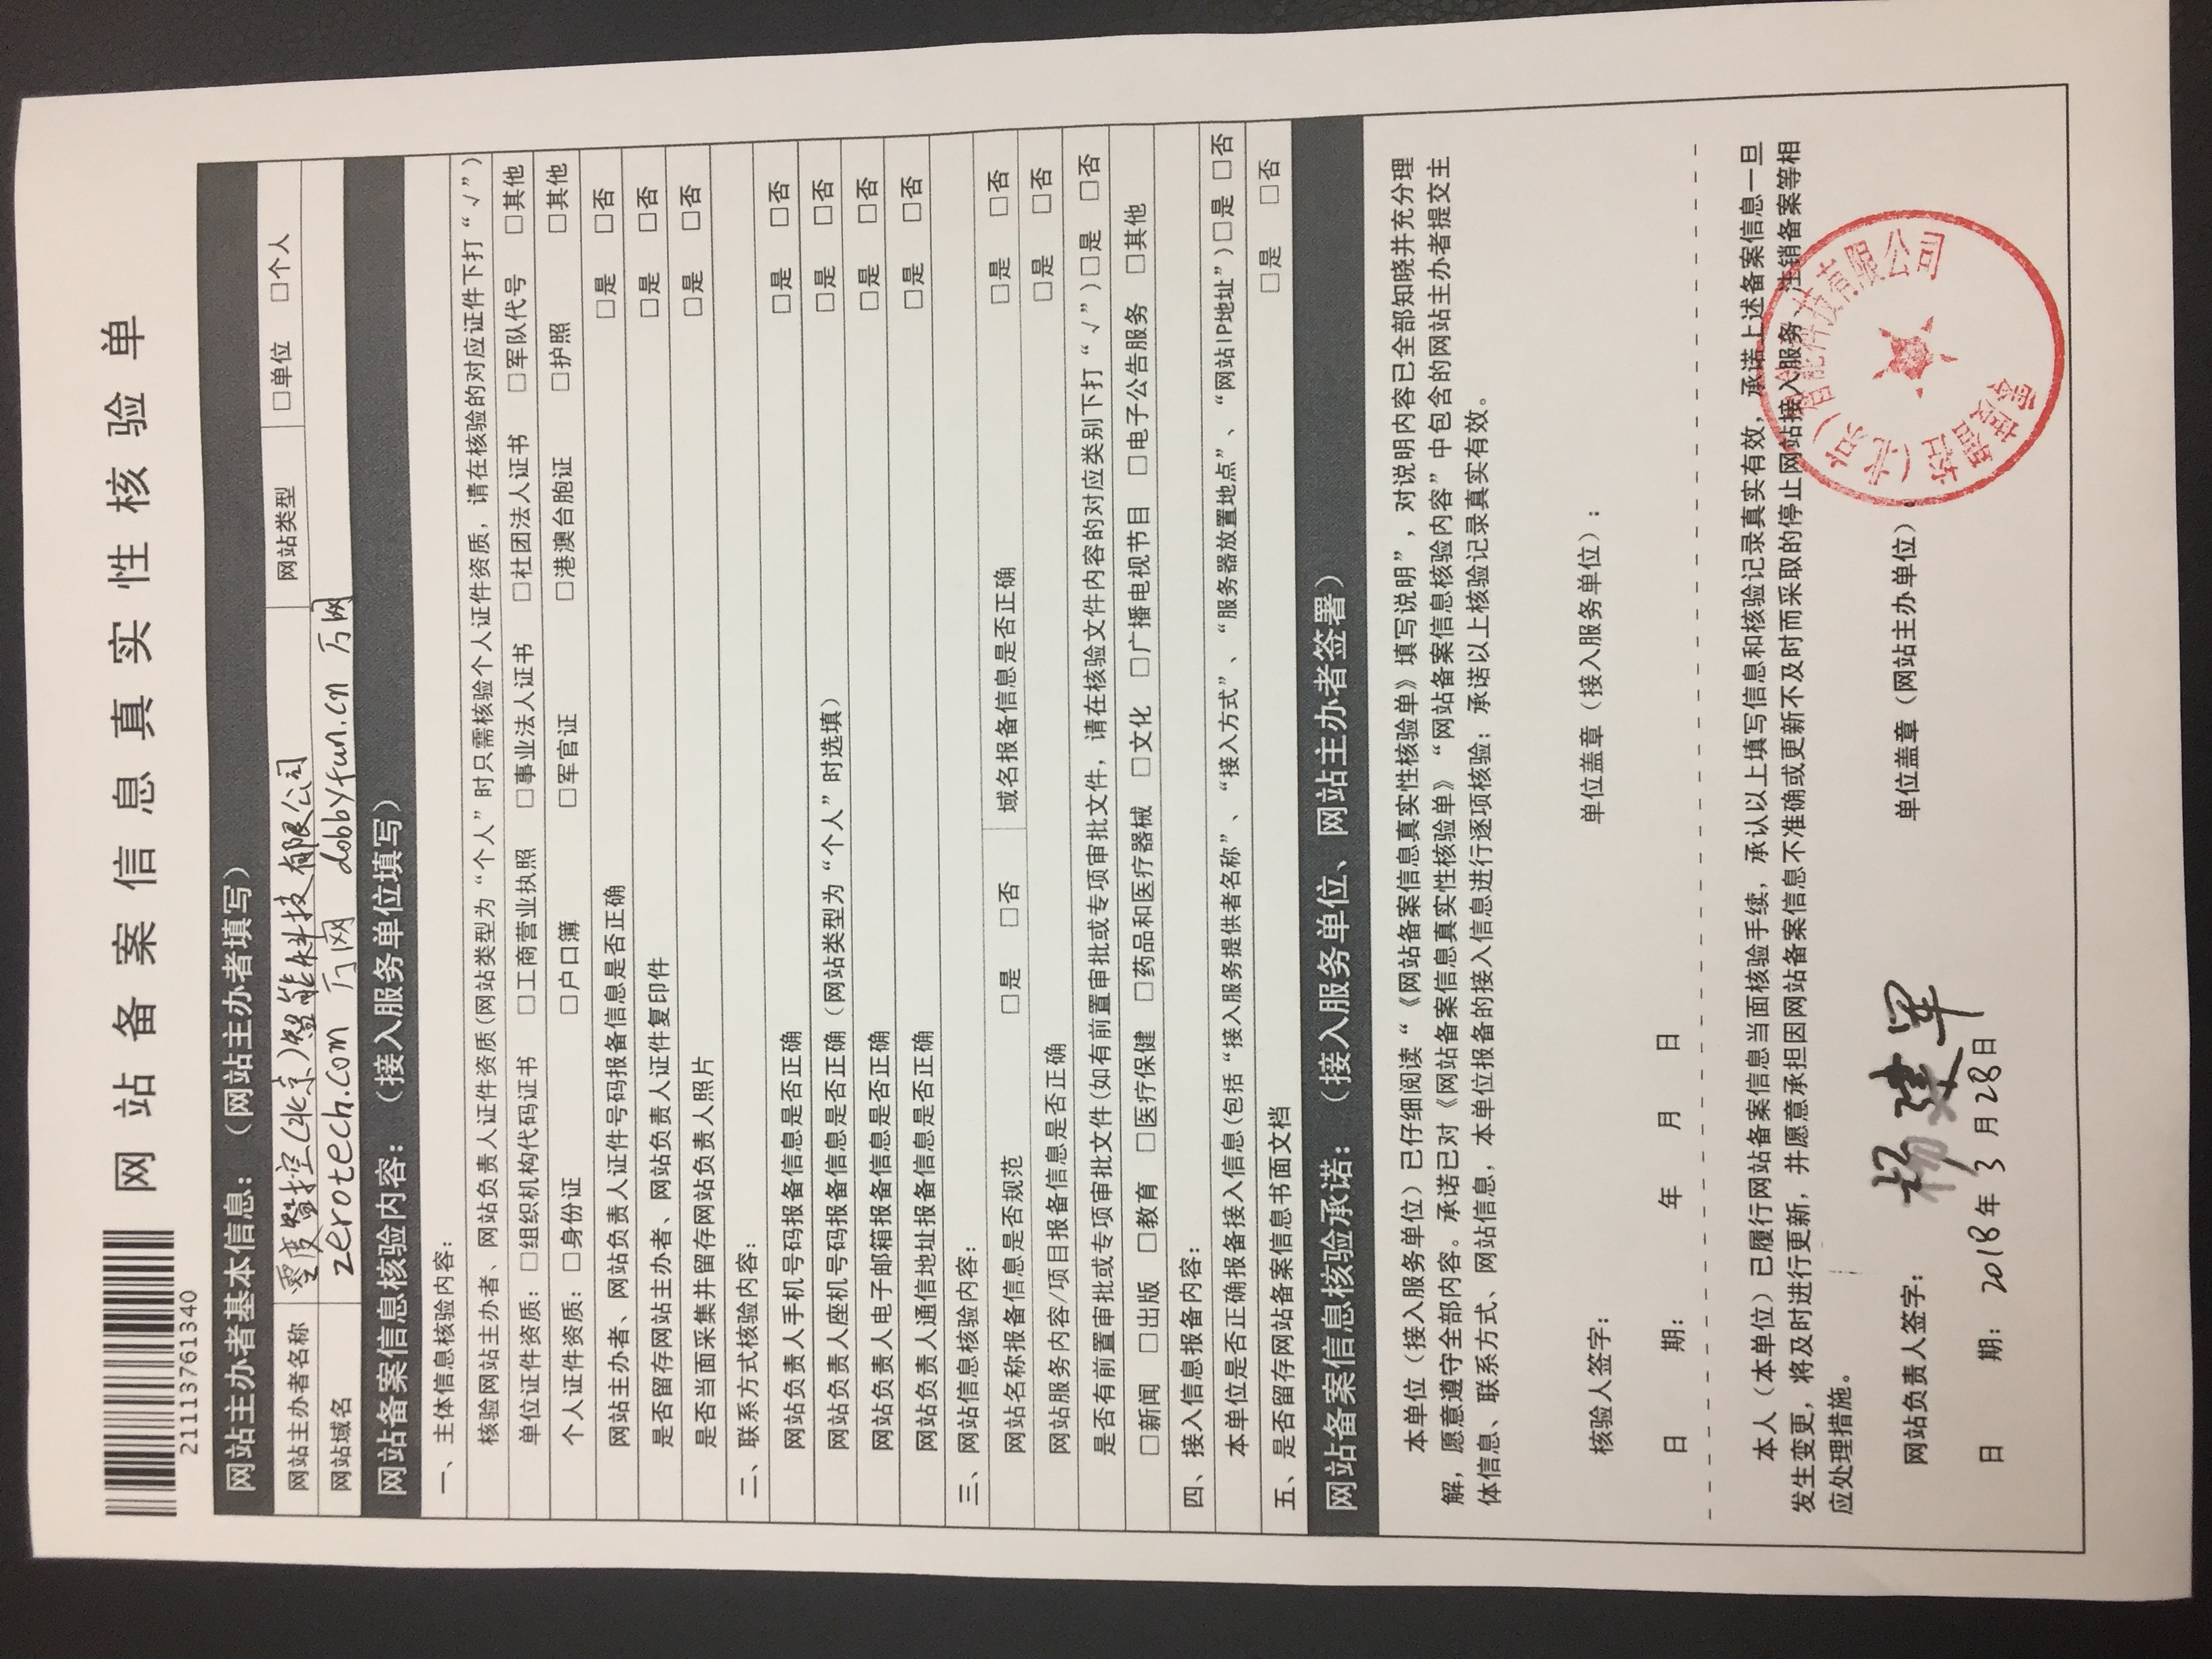 网站备案信息真实性核验单
21113761340
网站主办者基本信息：（网站主办者填写）
网站主办者名称 零度智控(北京)智能科技有限公司 网站类型 □单位 □个人
网站域名 zerotech.com 万网 dobbyfun.cn 万网
网站备案信息核验内容：（接入服务单位填写）
一、主体信息核验内容：
核验网站主办者、网站负责人证件资质(网站类型为“个人”时只需核验个人证件资质，请在核验的对应证件下打“√”)
单位证件资质：□组织机构代码证书 □工商营业执照 □事业法人证书 □社团法人证书 □军队代号 □其他
个人证件资质：□身份证 □户口簿 □军官证 □港澳台胞证 □护照 □其他
网站主办者、网站负责人证件号码报备信息是否正确 □是 □否
是否留存网站主办者、网站负责人证件复印件 □是 □否
是否当面采集并留存网站负责人照片 □是 □否
二、联系方式核验内容：
网站负责人手机号码报备信息是否正确 □是 □否
网站负责人座机号码报备信息是否正确（网站类型为“个人”时选填） □是 □否
网站负责人电子邮箱报备信息是否正确 □是 □否
网站负责人通信地址报备信息是否正确 □是 □否
三、网站信息核验内容：
网站名称报备信息是否规范 □是 □否 域名报备信息是否正确 □是 □否
网站服务内容/项目报备信息是否正确 □是 □否
是否有前置审批或专项审批文件(如有前置审批或专项审批文件，请在核验文件内容的对应类别下打“√”)□是 □否
□新闻 □出版 □教育 □医疗保健 □药品和医疗器械 □文化 □广播电视节目 □电子公告服务 □其他
四、接入信息报备内容：
本单位是否正确报备接入信息(包括“接入服务提供者名称”、“接入方式”、“服务器放置地点”、“网站IP地址”)□是 □否
五、是否留存网站备案信息书面文档 □是 □否
网站备案信息核验承诺：（接入服务单位、网站主办者签署）
本单位（接入服务单位）已仔细阅读“《网站备案信息真实性核验单》填写说明”，对说明内容已全部知晓并充分理
解，愿意遵守全部内容。承诺已对《网站备案信息真实性核验单》“网站备案信息核验内容”中包含的网站主办者提交主
体信息、联系方式、网站信息，本单位报备的接入信息进行逐项核验；承诺以上核验记录真实有效。
核验人签字： 单位盖章（接入服务单位）：
日 期： 年 月 日
本人（本单位）已履行网站备案信息当面核验手续，承认以上填写信息和核验记录真实有效，承诺上述备案信息一旦
发生变更，将及时进行更新，并愿意承担因网站备案信息不准确或更新不及时而采取的停止网站接入服务、注销备案等相
应处理措施。
网站负责人签字： 杨建军 单位盖章（网站主办单位）：
日 期： 2018年3月28日
零度智控(北京)智能科技有限公司